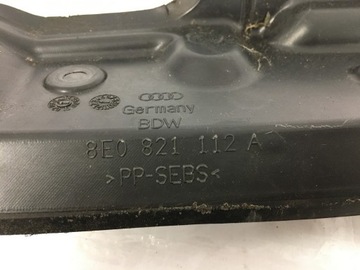 Germany
BDW
8E0 821 112 A
>PP-SEBS<